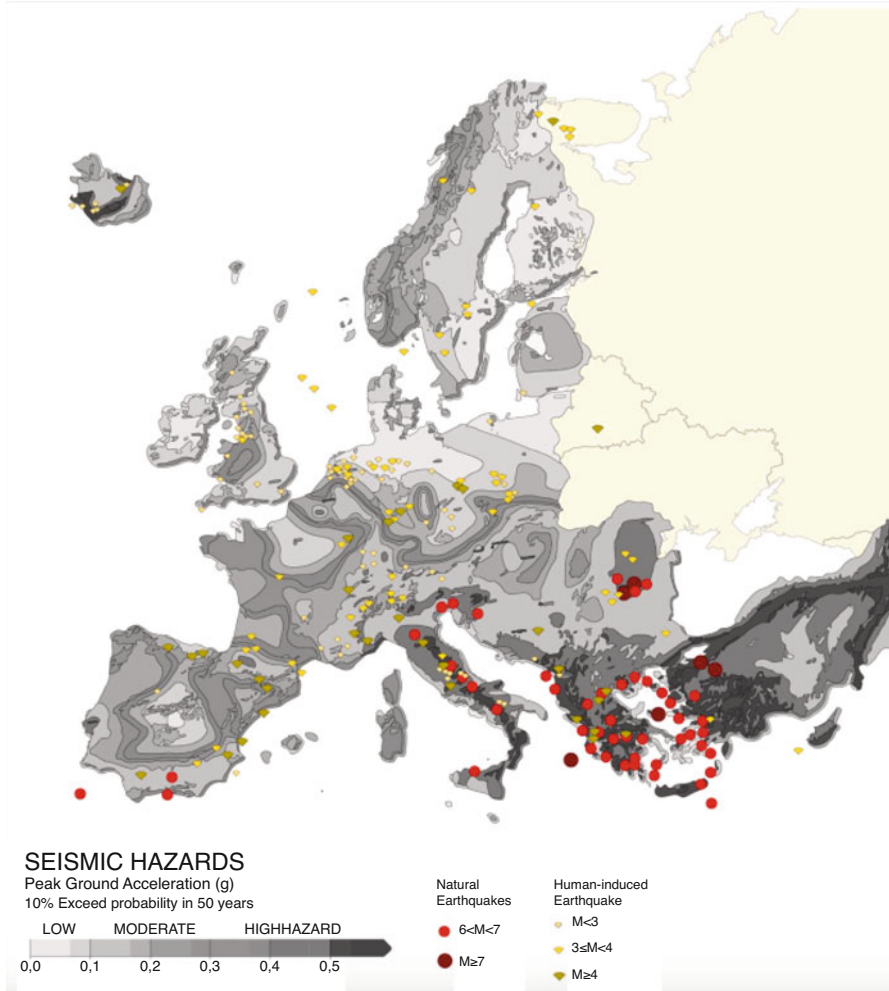 SEISMIC HAZARDS
Peak Ground Acceleration (g)
10% Exceed probability in 50 years
LOW MODERATE HIGHHAZARD
0,0 0,1 0,2 0,3 0,4 0,5
Natural
Earthquakes
6<M<7
M≥7
Human-induced
Earthquake
M<3
3≤M<4
M≥4